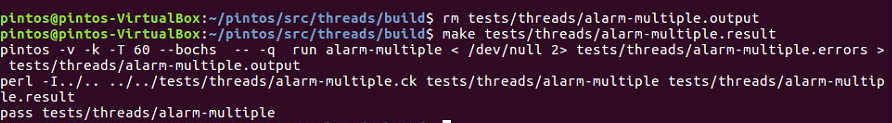 pintos@pintos-VirtualBox:~/pintos/src/threads/build$ rm tests/threads/alarm-multiple.output
pintos@pintos-VirtualBox:~/pintos/src/threads/build$ make tests/threads/alarm-multiple.result
pintos -v -k -T 60 --bochs  -- -q  run alarm-multiple < /dev/null 2> tests/threads/alarm-multiple.errors >
 tests/threads/alarm-multiple.output
perl -I../.. ../../tests/threads/alarm-multiple.ck tests/threads/alarm-multiple tests/threads/alarm-multip
le.result
pass tests/threads/alarm-multiple